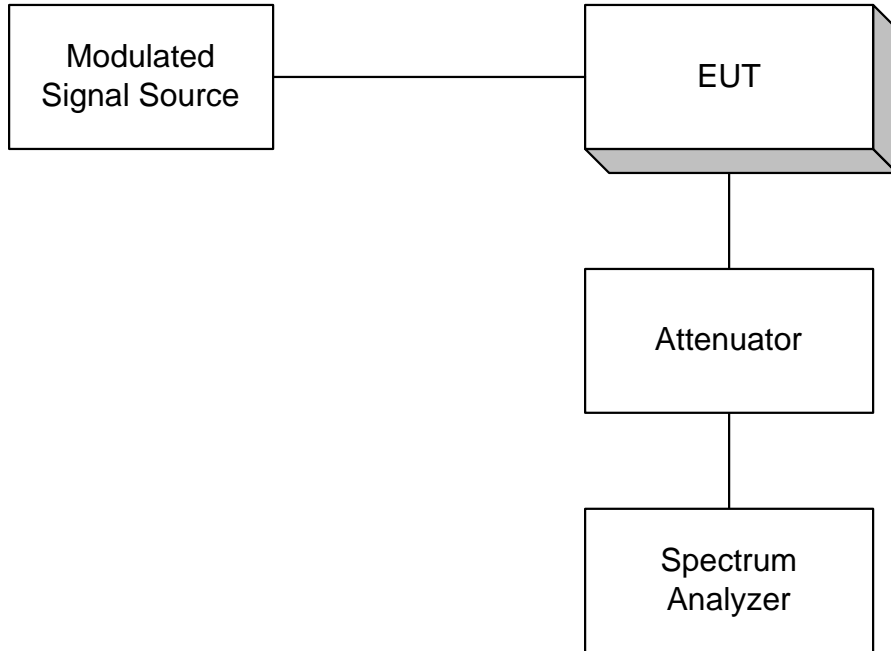 Modulated
Signal Source
EUT
Attenuator
Spectrum
Analyzer